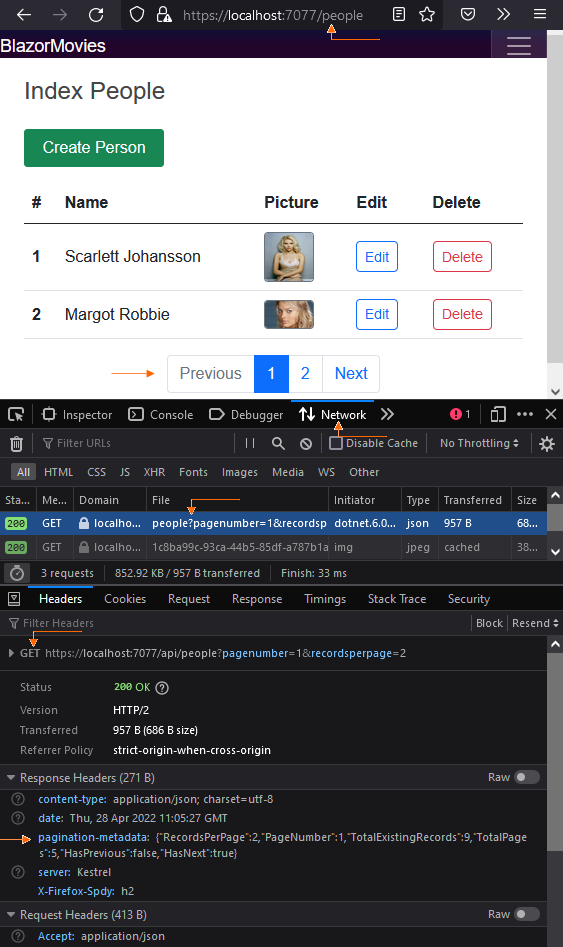 https://localhost:7077/people
BlazorMovies
Index People
Create Person
# Name Picture Edit Delete
1 Scarlett Johansson Edit Delete
2 Margot Robbie Edit Delete
Previous 1 2 Next
Inspector Console Debugger Network 1
Filter URLs Disable Cache No Throttling
All HTML CSS JS XHR Fonts Images Media WS Other
Sta... Me... Domain File Initiator Type Transferred Size
200 GET localho... people?pagenumber=1&recordsp dotnet.6.0... json 957 B 68...
200 GET localho... 1c8ba99c-93ca-44b5-85df-a787b1a img jpeg cached 38...
3 requests 852.92 KB / 957 B transferred Finish: 33 ms
Headers Cookies Request Response Timings Stack Trace Security
Filter Headers Block Resend
GET https://localhost:7077/api/people?pagenumber=1&recordsperpage=2
Status 200 OK
Version HTTP/2
Transferred 957 B (686 B size)
Referrer Policy strict-origin-when-cross-origin
Response Headers (271 B) Raw
content-type: application/json; charset=utf-8
date: Thu, 28 Apr 2022 11:05:27 GMT
pagination-metadata: {"RecordsPerPage":2,"PageNumber":1,"TotalExistingRecords":9,"TotalPage
s":5,"HasPrevious":false,"HasNext":true}
server: Kestrel
X-Firefox-Spdy: h2
Request Headers (413 B) Raw
Accept: application/json